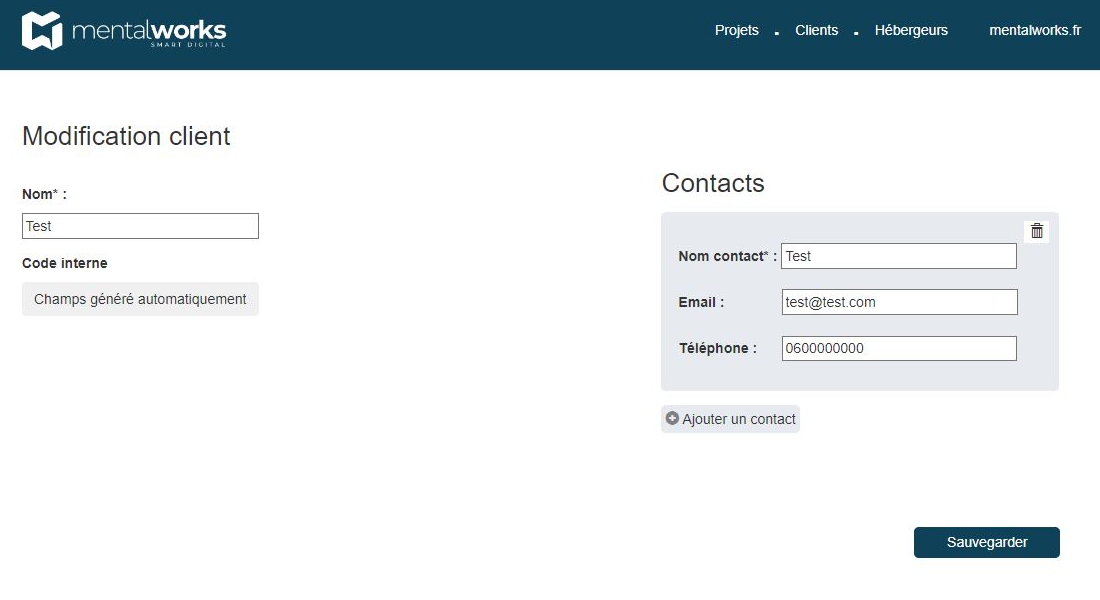 mentalworks
SMART DIGITAL
Projets . Clients . Hébergeurs mentalworks.fr
Modification client
Nom* :
Test
Code interne
Champs généré automatiquement
Contacts
Nom contact* : Test
Email : test@test.com
Téléphone : 0600000000
Ajouter un contact
Sauvegarder